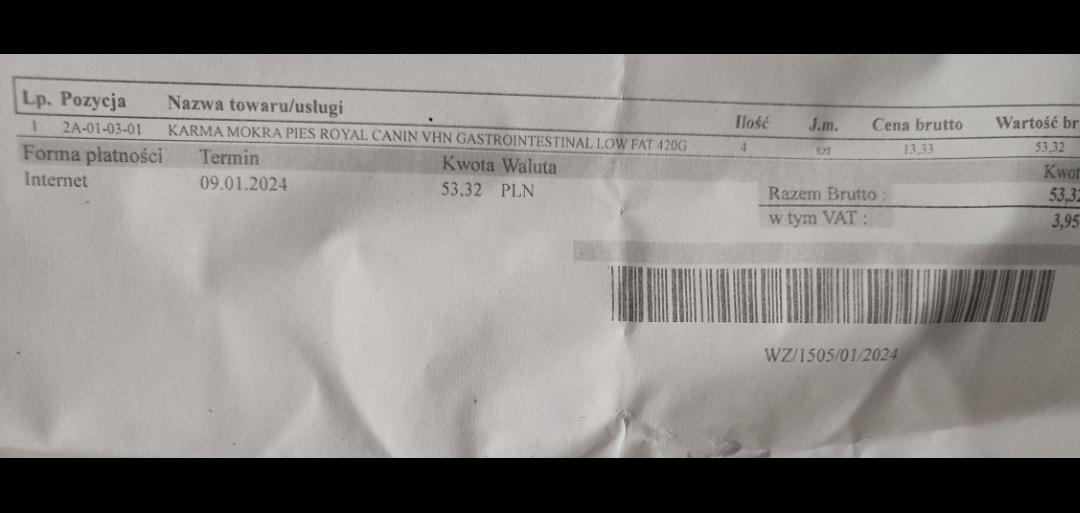 Lp. Pozycja Nazwa towaru/usługi Ilość J.m. Cena brutto Wartość br
1 2A-01-03-01 KARMA MOKRA PIES ROYAL CANIN VHN GASTROINTESTINAL LOW FAT 420G 4 szt 13,33 53,32
Forma płatności Termin Kwota Waluta Kwot
Internet 09.01.2024 53,32 PLN Razem Brutto : 53,32
w tym VAT : 3,95
WZ/1505/01/2024